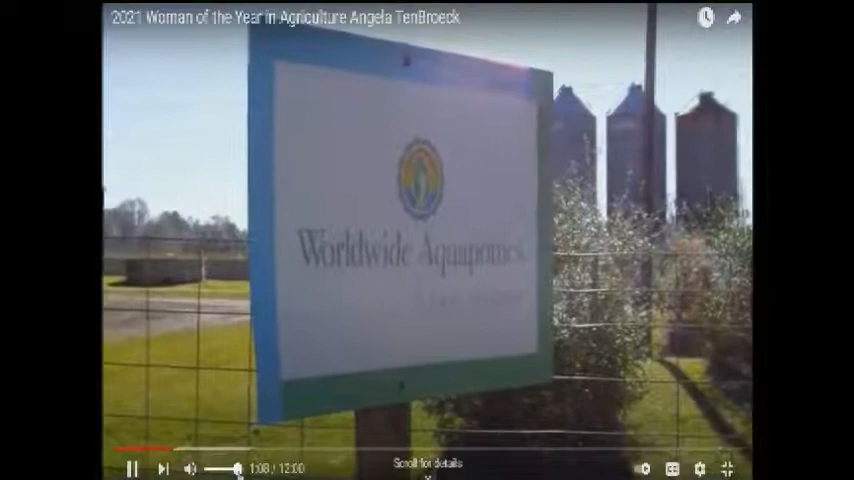 2021 Woman of the Year in Agriculture Angela TenBroeck
Worldwide Aquaponics
1:08 / 12:00
Scroll for details